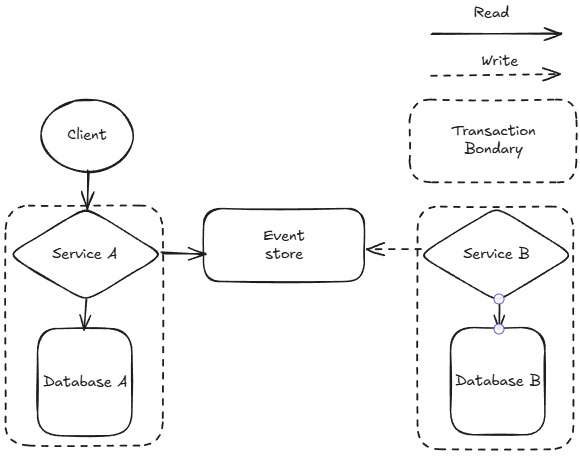 Read
Write
Transaction
Bondary
Client
Service A
Event
store
Service B
Database A
Database B